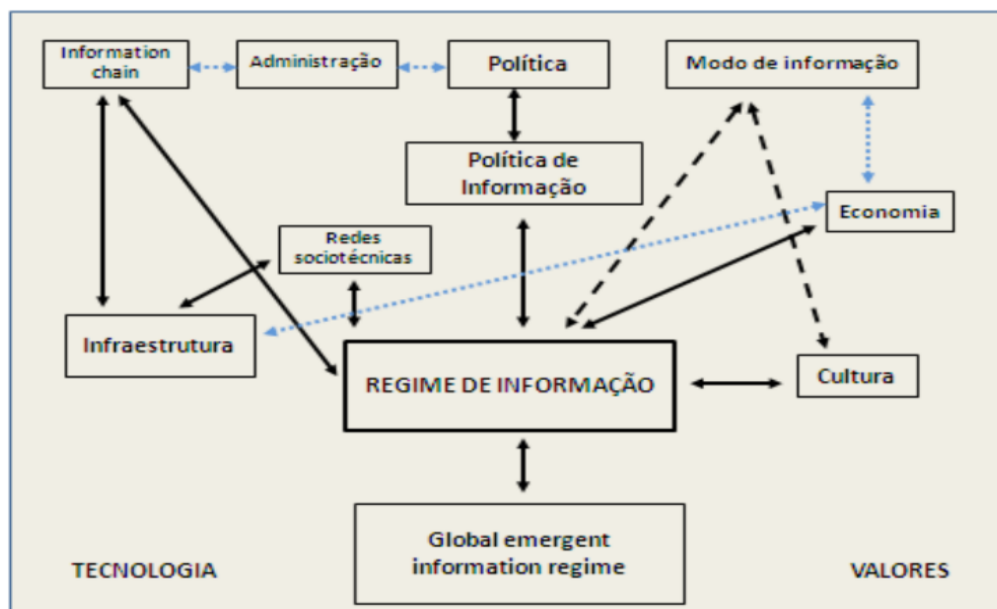 Information
chain
Administração
Política
Modo de informação
Política de
Informação
Economia
Redes
sociotécnicas
Infraestrutura
REGIME DE INFORMAÇÃO
Cultura
Global emergent
information regime
TECNOLOGIA
VALORES